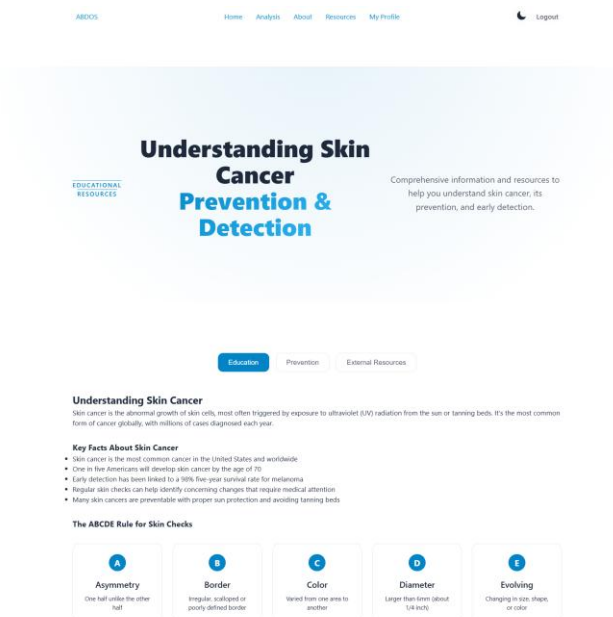 ABDOS
Home Analysis About Resources My Profile
Logout
EDUCATIONAL
RESOURCES
Understanding Skin
Cancer
Prevention &
Detection
Comprehensive information and resources to
help you understand skin cancer, its
prevention, and early detection.
Education
Prevention
External Resources
Understanding Skin Cancer
Skin cancer is the abnormal growth of skin cells, most often triggered by exposure to ultraviolet (UV) radiation from the sun or tanning beds. It's the most common
form of cancer globally, with millions of cases diagnosed each year.
Key Facts About Skin Cancer
• Skin cancer is the most common cancer in the United States and worldwide
• One in five Americans will develop skin cancer by the age of 70
• Early detection has been linked to a 98% five-year survival rate for melanoma
• Regular skin checks can help identify concerning changes that require medical attention
• Many skin cancers are preventable with proper sun protection and avoiding tanning beds
The ABCDE Rule for Skin Checks
A
Asymmetry
One half unlike the other
half
B
Border
Irregular, scalloped or
poorly defined border
C
Color
Varied from one area to
another
D
Diameter
Larger than 6mm (about
1/4 inch)
E
Evolving
Changing in size, shape,
or color